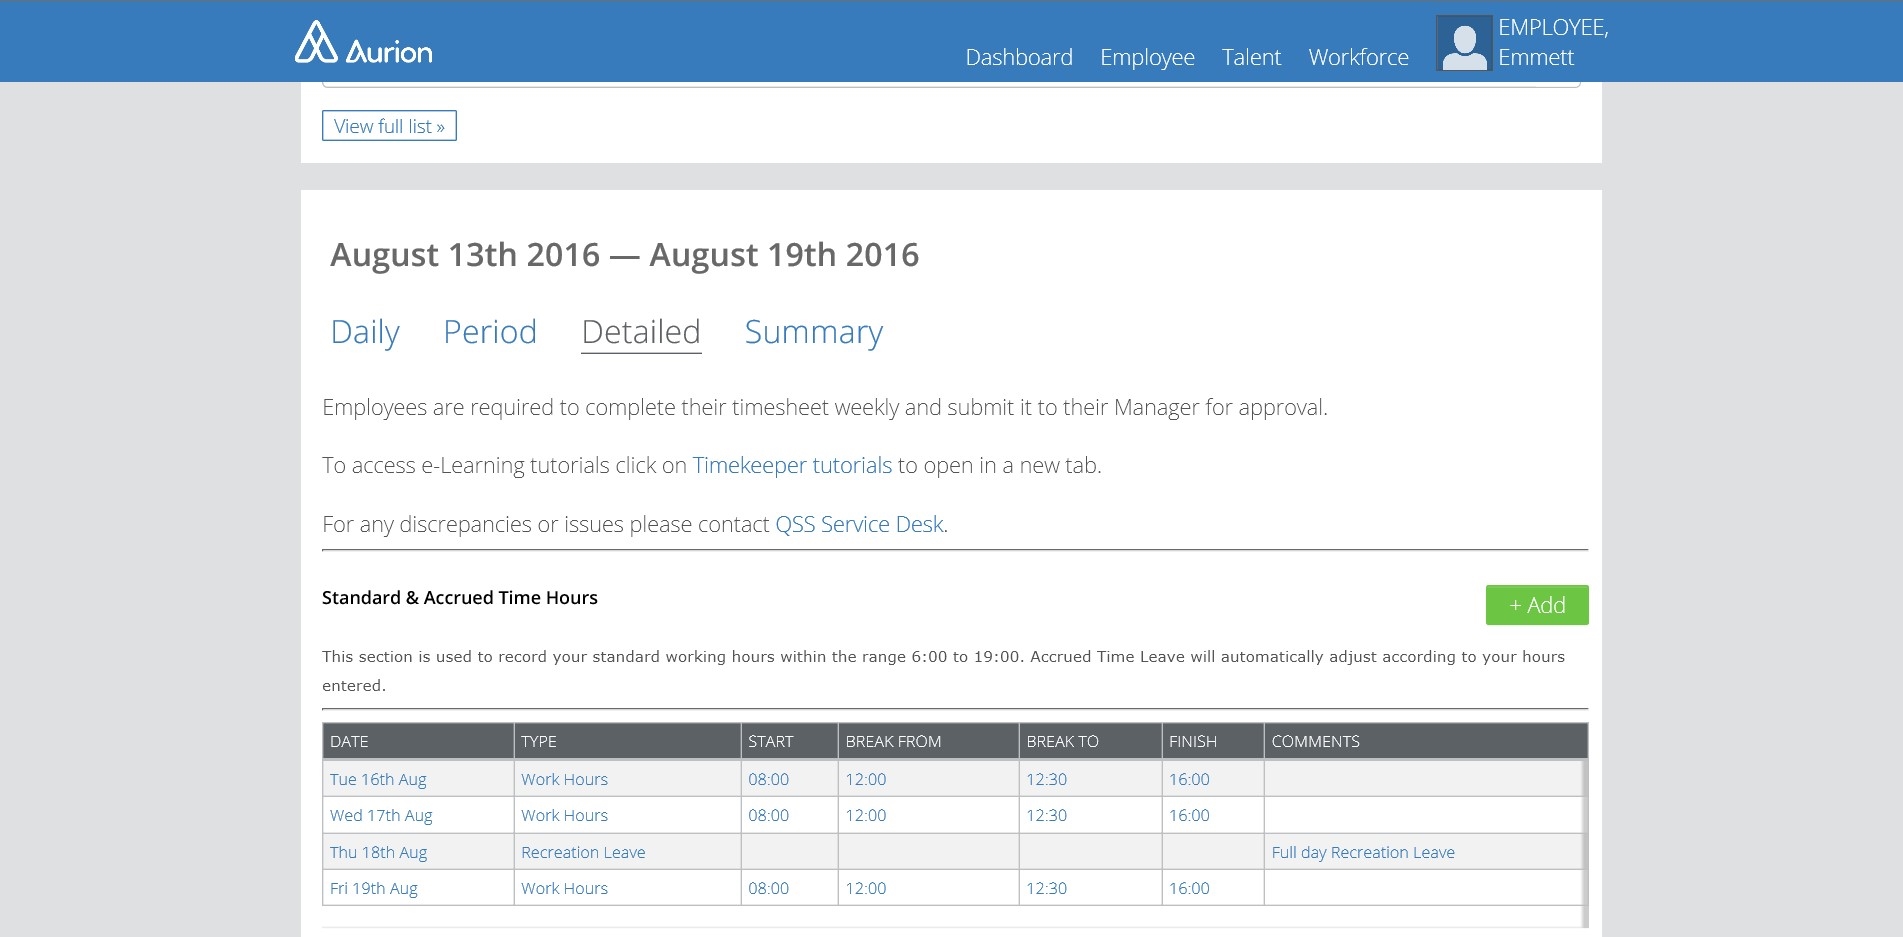 Aurion
Dashboard Employee Talent Workforce
EMPLOYEE,
Emmett
View full list »
August 13th 2016 — August 19th 2016
Daily Period Detailed Summary
Employees are required to complete their timesheet weekly and submit it to their Manager for approval.
To access e-Learning tutorials click on Timekeeper tutorials to open in a new tab.
For any discrepancies or issues please contact QSS Service Desk.
Standard & Accrued Time Hours
+ Add
This section is used to record your standard working hours within the range 6:00 to 19:00. Accrued Time Leave will automatically adjust according to your hours
entered.
DATE TYPE START BREAK FROM BREAK TO FINISH COMMENTS
Tue 16th Aug Work Hours 08:00 12:00 12:30 16:00
Wed 17th Aug Work Hours 08:00 12:00 12:30 16:00
Thu 18th Aug Recreation Leave Full day Recreation Leave
Fri 19th Aug Work Hours 08:00 12:00 12:30 16:00